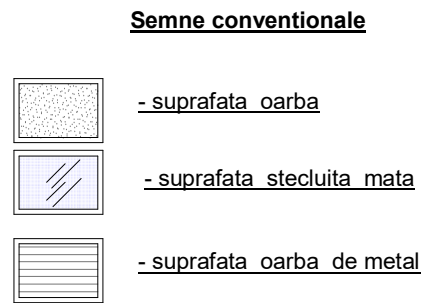 Semne conventionale
- suprafata oarba
- suprafata stecluita mata
- suprafata oarba de metal